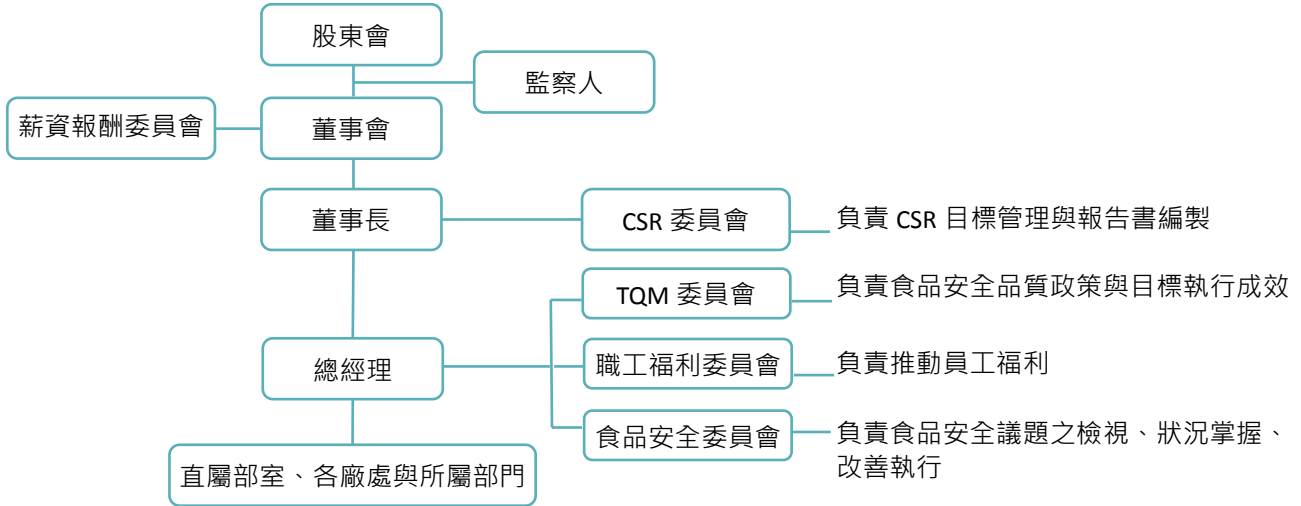 股東會
監察人
薪資報酬委員會
董事會
董事長
CSR 委員會
負責 CSR 目標管理與報告書編製
TQM 委員會
負責食品安全品質政策與目標執行成效
總經理
職工福利委員會
負責推動員工福利
食品安全委員會
負責食品安全議題之檢視、狀況掌握、
改善執行
直屬部室、各廠處與所屬部門